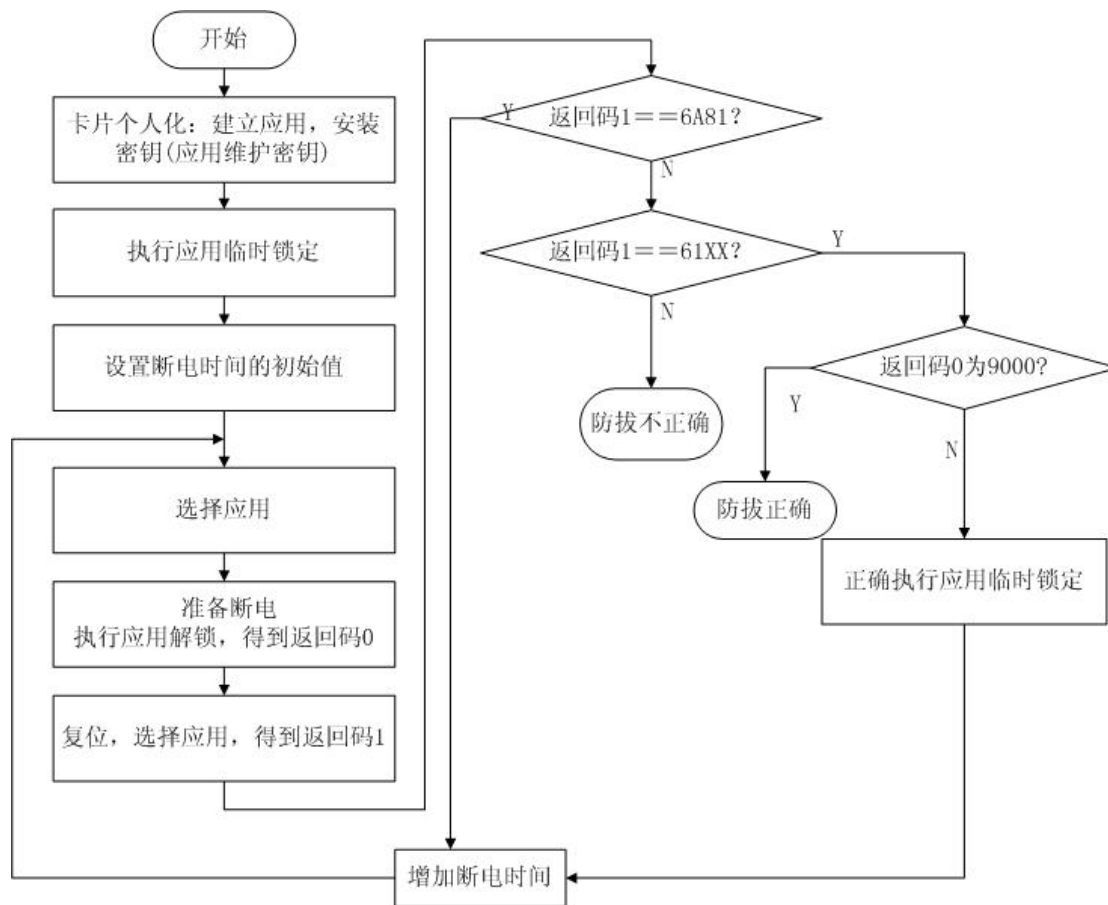 开始
卡片个人化: 建立应用, 安装
密钥(应用维护密钥)
执行应用临时锁定
设置断电时间的初始值
选择应用
准备断电
执行应用解锁, 得到返回码0
复位, 选择应用, 得到返回码1
返回码1==6A81?
Y
N
返回码1==61XX?
Y
N
防拔不正确
返回码0为9000?
Y
N
防拔正确
正确执行应用临时锁定
增加断电时间